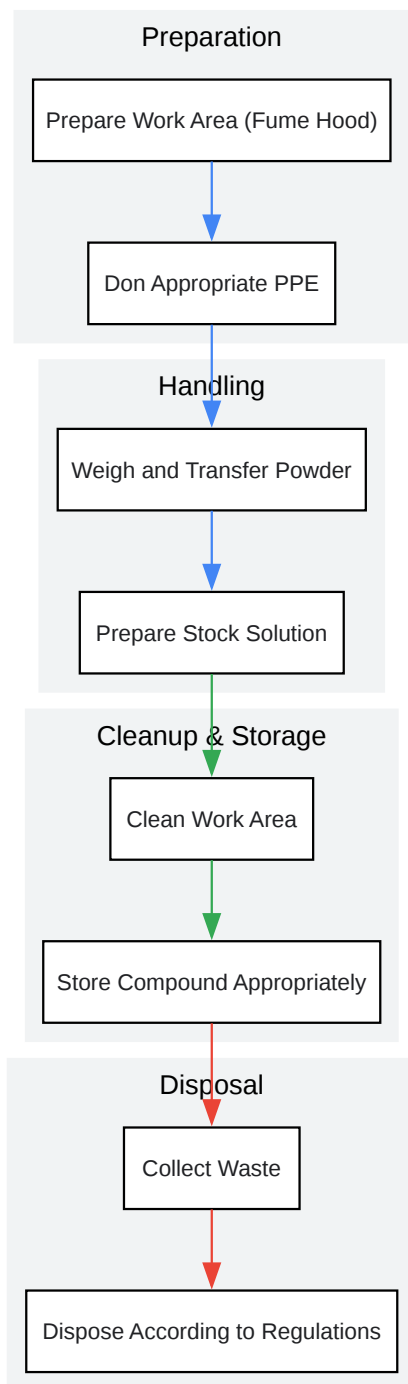 Preparation
Prepare Work Area (Fume Hood)
Don Appropriate PPE
Handling
Weigh and Transfer Powder
Prepare Stock Solution
Cleanup & Storage
Clean Work Area
Store Compound Appropriately
Disposal
Collect Waste
Dispose According to Regulations